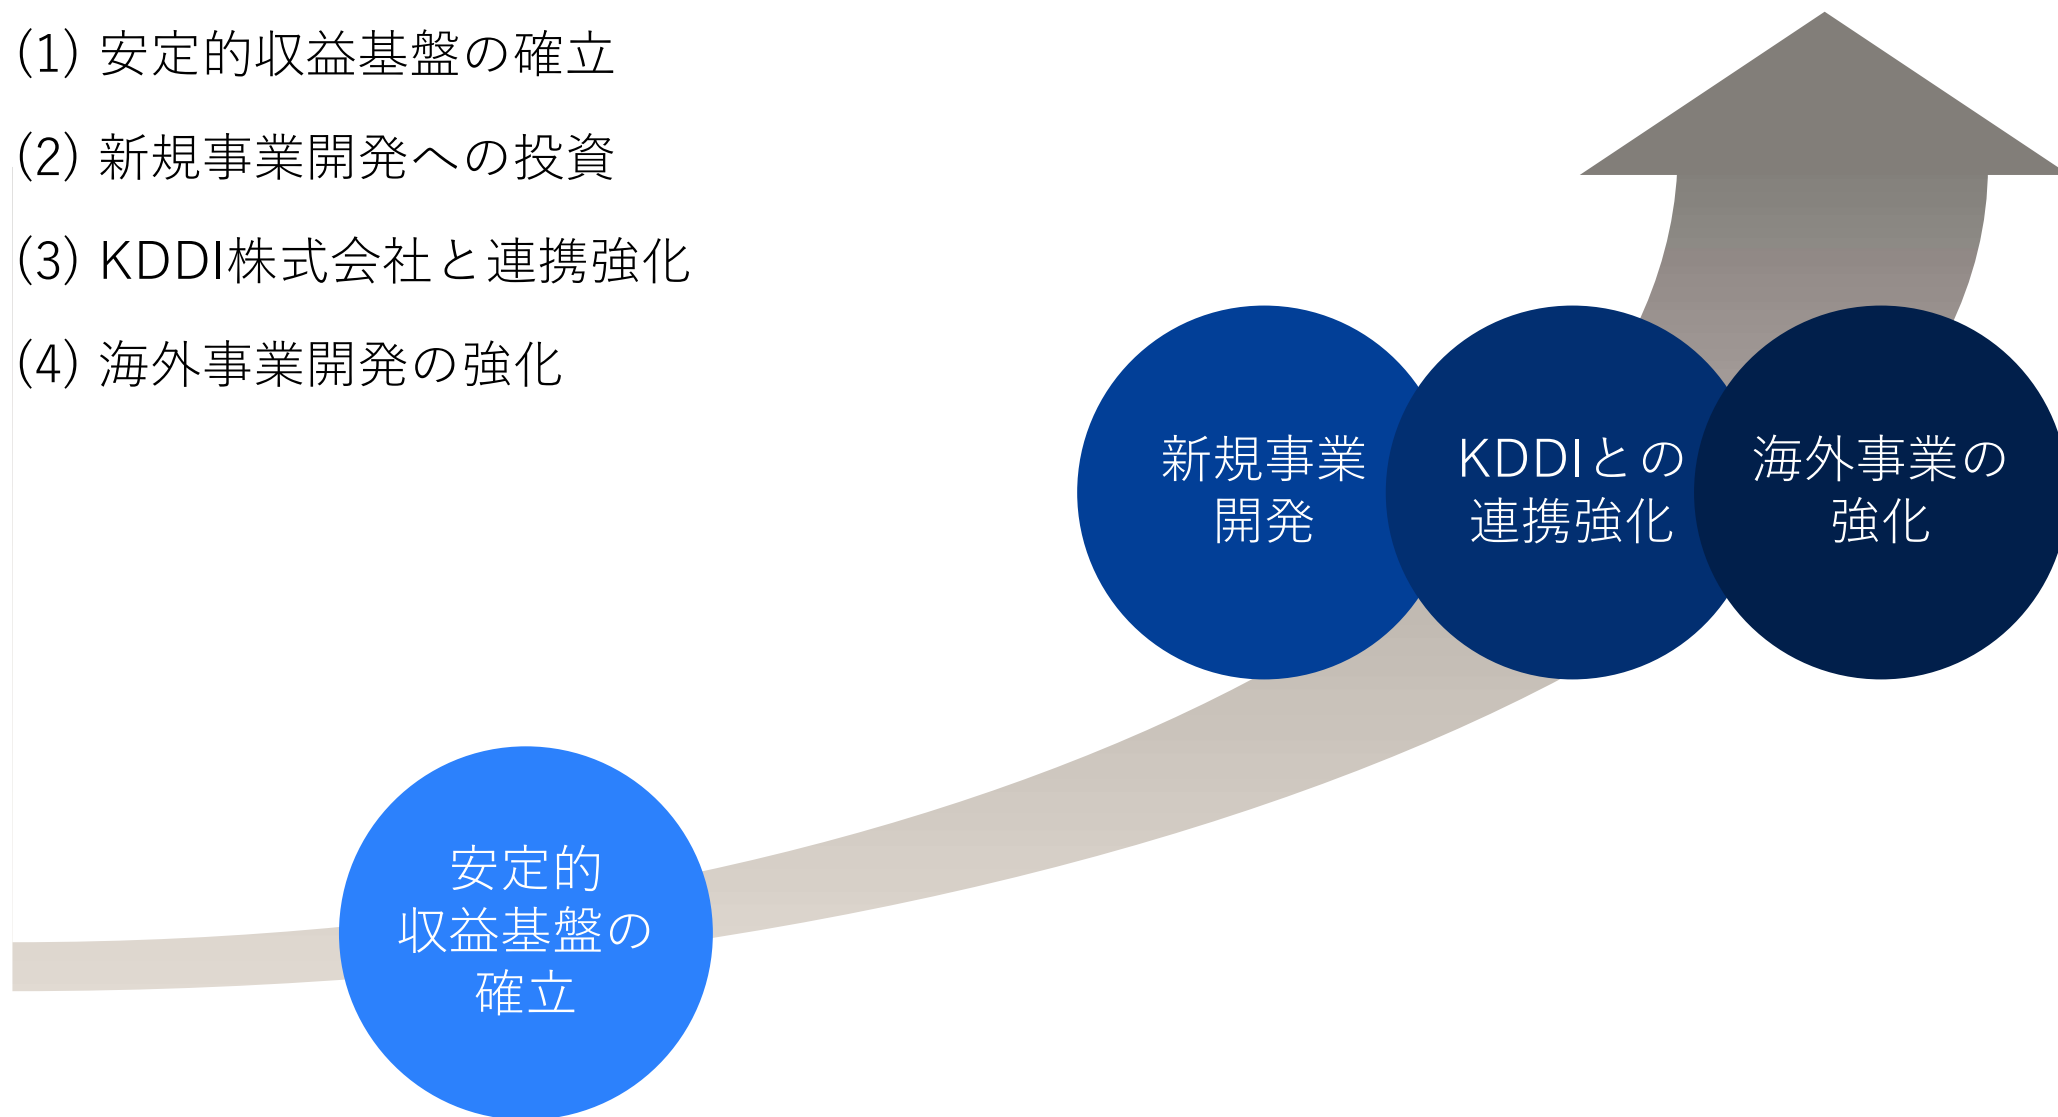 (1) 安定的収益基盤の確立
(2) 新規事業開発への投資
(3) KDDI株式会社と連携強化
(4) 海外事業開発の強化
新規事業
開発
KDDIとの
連携強化
海外事業の
強化
安定的
収益基盤の
確立